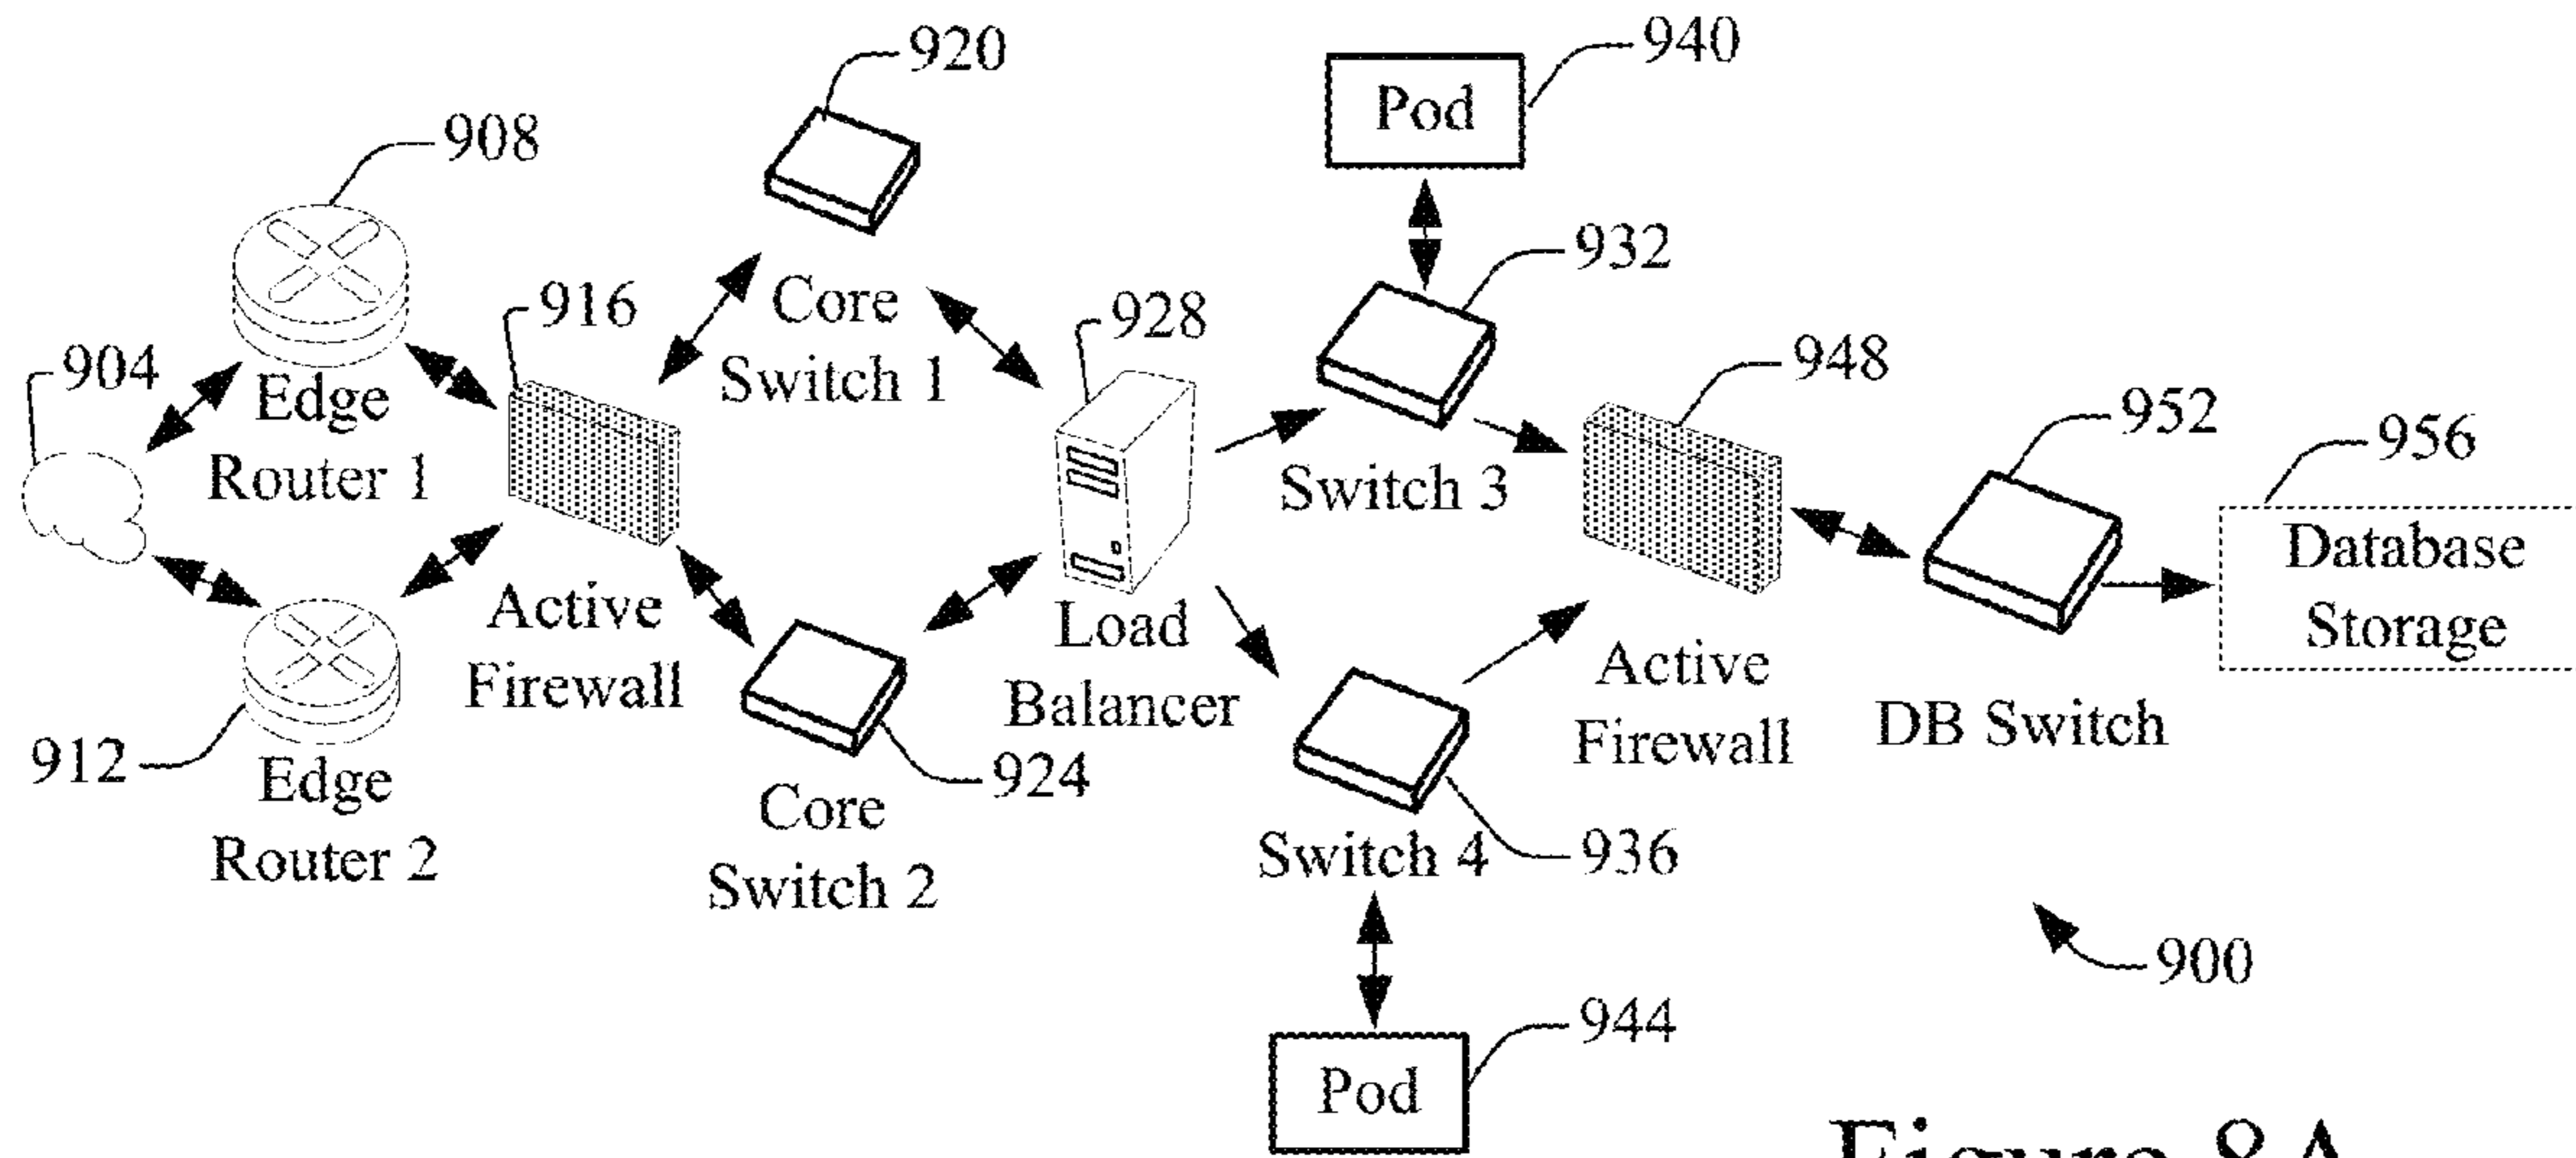 920
940
Pod
908
932
916
Core
Switch 1
928
904
Edge
Router 1
948
952
956
Switch 3
Database
Storage
Active
Firewall
Load
Balancer
Active
Firewall
DB Switch
912
Edge
Router 2
924
Core
Switch 2
Switch 4
936
900
944
Pod
Figure 8A